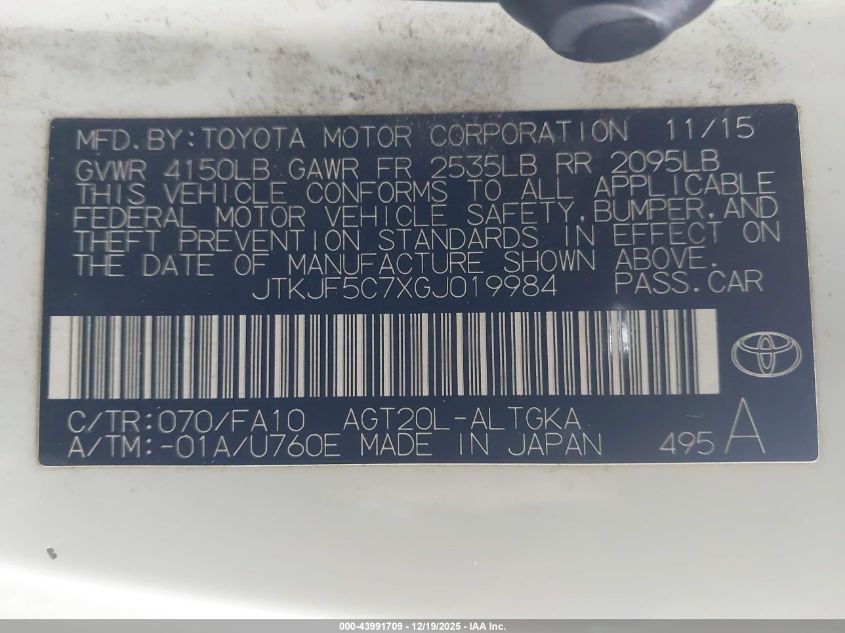 MFD.BY:TOYOTA MOTOR CORPORATION 11/15
GVWR 4150LB GAWR FR 2535LB RR 2095LB
THIS VEHICLE CONFORMS TO ALL APPLICABLE
FEDERAL MOTOR VEHICLE SAFETY,BUMPER,AND
THEFT PREVENTION STANDARDS IN EFFECT ON
THE DATE OF MANUFACTURE SHOWN ABOVE.
JTKJF5C7XGJ019984 PASS.CAR
C/TR:070/FA10 AGT20L-ALTGKA
A/TM:-01A/U760E MADE IN JAPAN 495 A
000-43991709 - 12/19/2025 - IAA Inc.